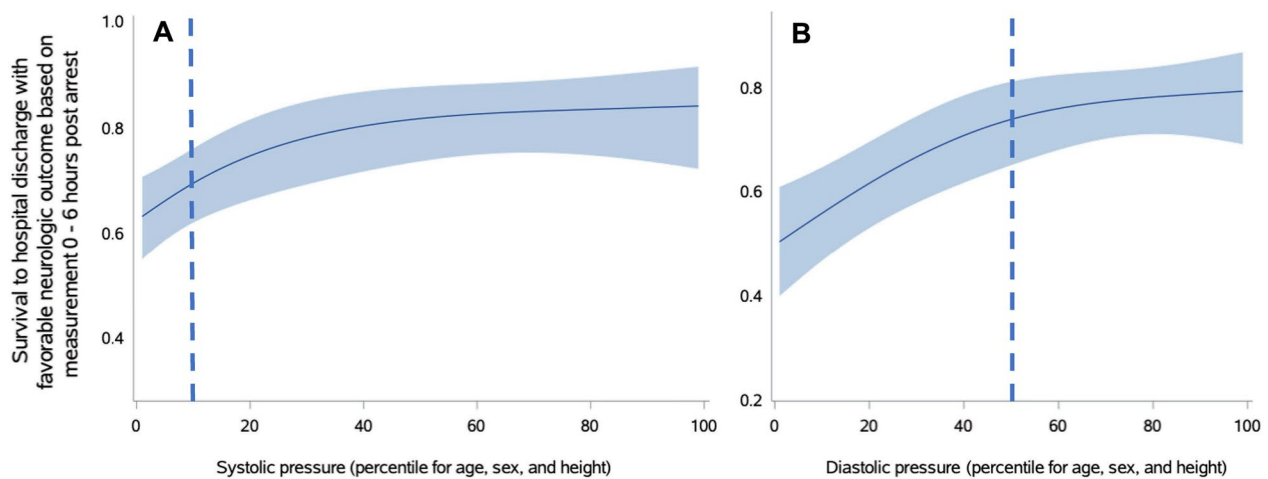 Survival to hospital discharge with
favorable neurologic outcome based on
measurement 0 - 6 hours post arrest
A
1.0
0.8
0.6
0.4
0 20 40 60 80 100
Systolic pressure (percentile for age, sex, and height)
B
0.8
0.6
0.4
0.2
0 20 40 60 80 100
Diastolic pressure (percentile for age, sex, and height)